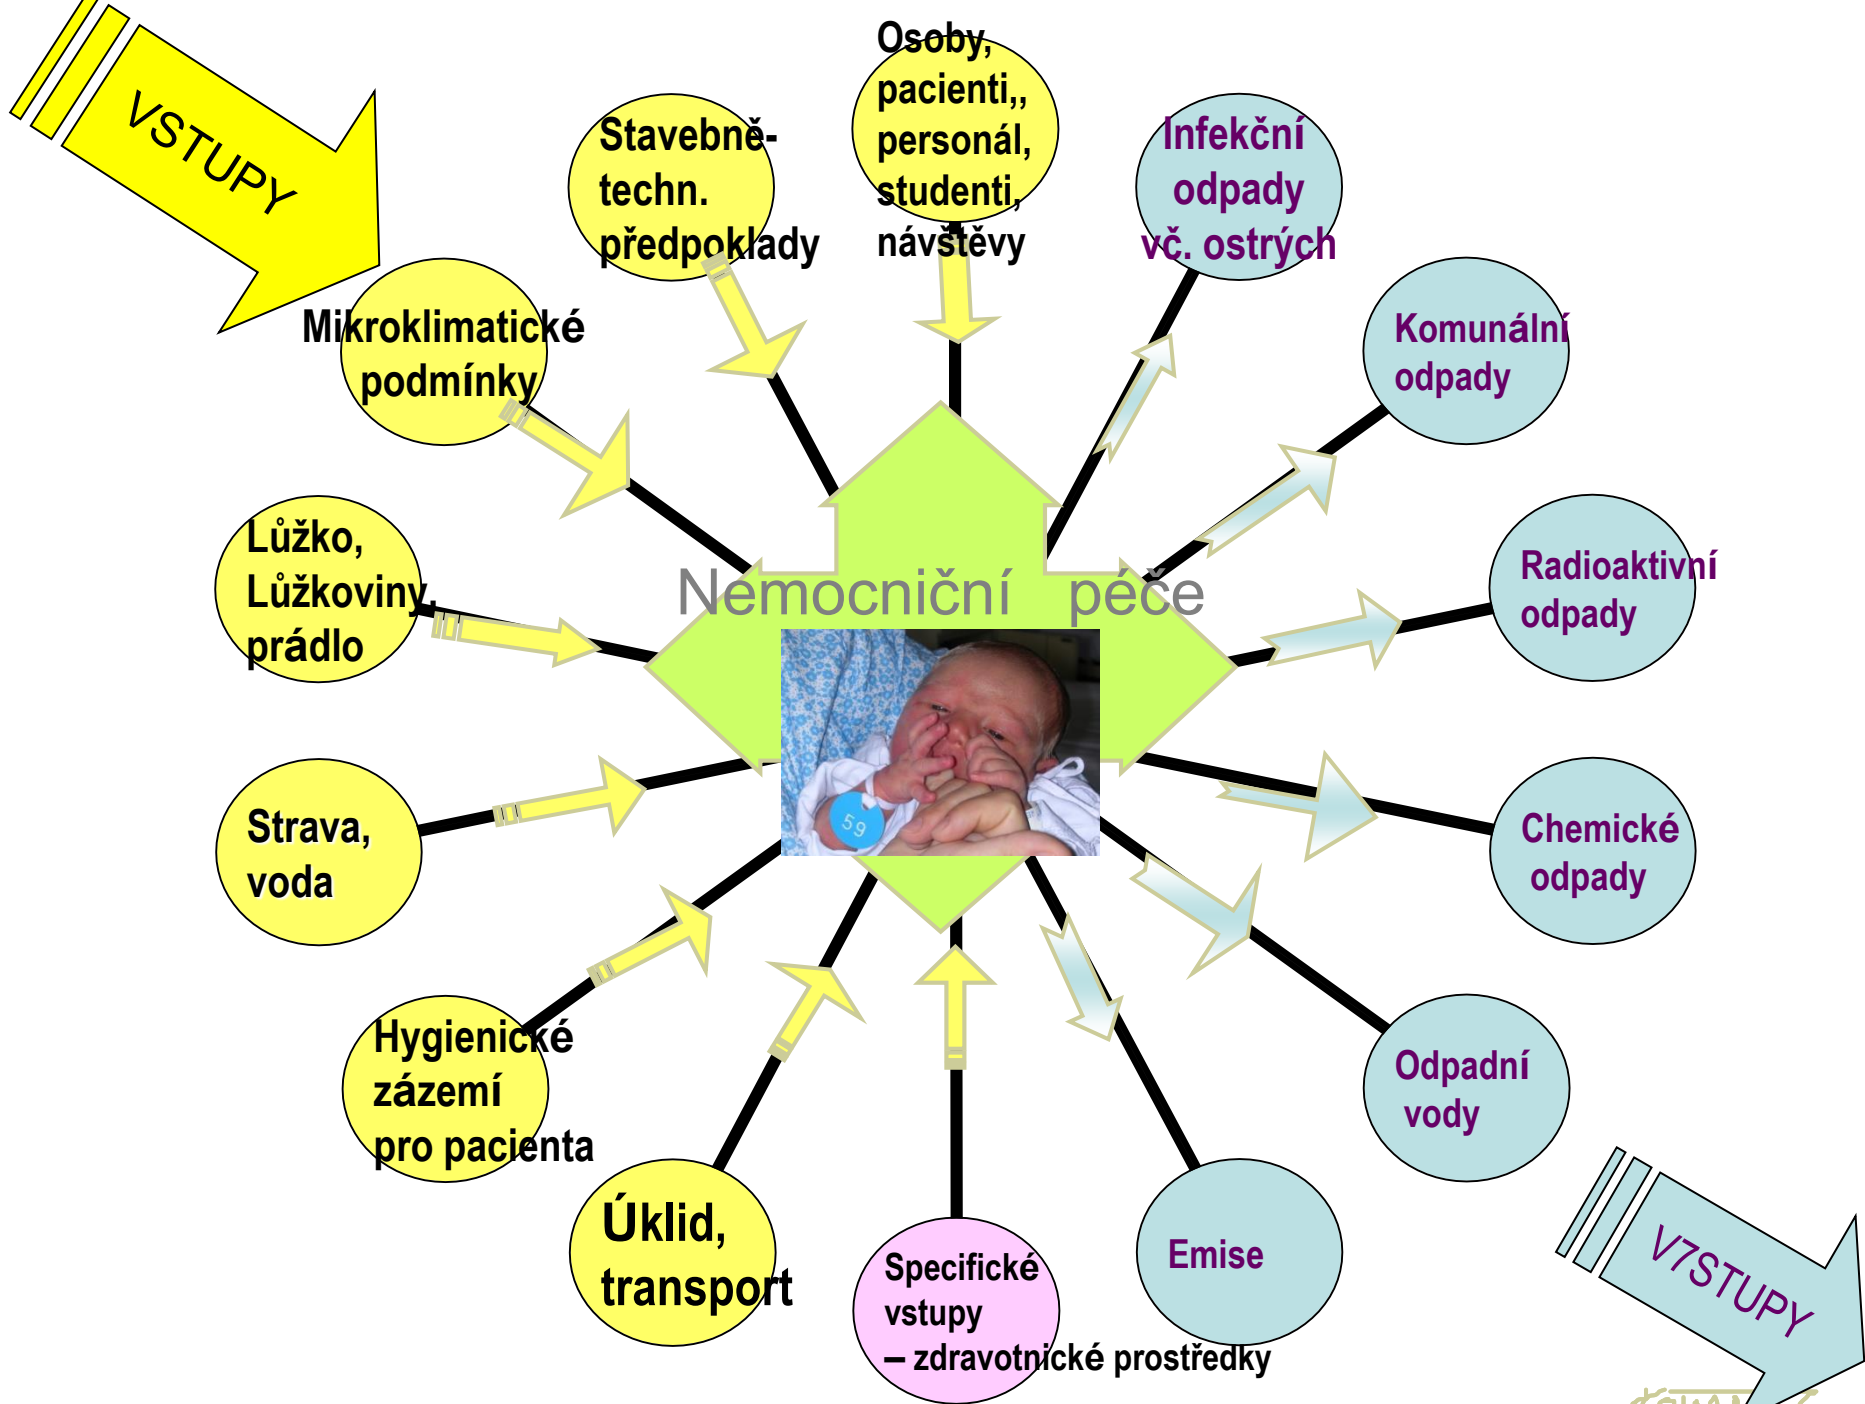 VSTUPY
Osoby,
pacienti,,
personál,
studenti,
návštěvy
Stavebně-
techn.
předpoklady
Infekční
odpady
vč. ostrých
Mikroklimatické
podmínky
Komunální
odpady
Lůžko,
Lůžkoviny,
prádlo
Nemocniční péče
Radioaktivní
odpady
59
Strava,
voda
Chemické
odpady
Hygienické
zázemí
pro pacienta
Odpadní
vody
Úklid,
transport
Specifické
vstupy
– zdravotnické prostředky
Emise
V7STUPY